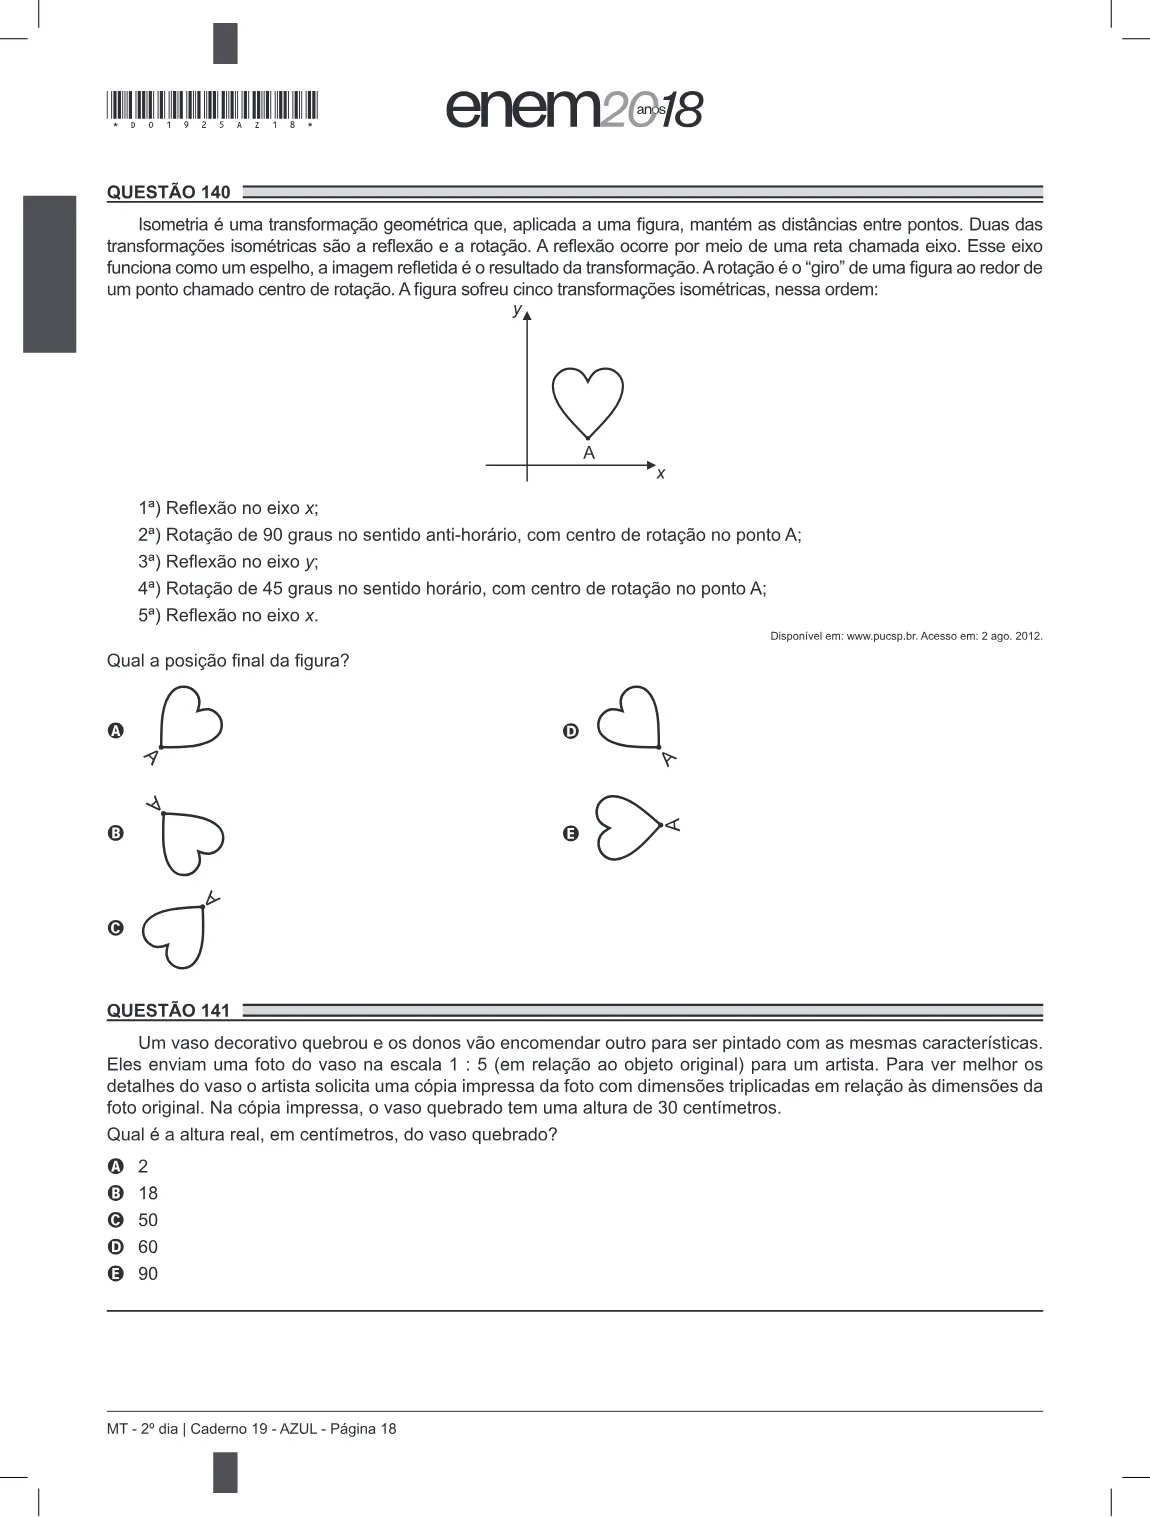 *DO1925AZ18*
enem20anos18
QUESTÃO 140
Isometria é uma transformação geométrica que, aplicada a uma figura, mantém as distâncias entre pontos. Duas das
transformações isométricas são a reflexão e a rotação. A reflexão ocorre por meio de uma reta chamada eixo. Esse eixo
funciona como um espelho, a imagem refletida é o resultado da transformação. A rotação é o “giro” de uma figura ao redor de
um ponto chamado centro de rotação. A figura sofreu cinco transformações isométricas, nessa ordem:
y
A
x
1ª) Reflexão no eixo x;
2ª) Rotação de 90 graus no sentido anti-horário, com centro de rotação no ponto A;
3ª) Reflexão no eixo y;
4ª) Rotação de 45 graus no sentido horário, com centro de rotação no ponto A;
5ª) Reflexão no eixo x.
Disponível em: www.pucsp.br. Acesso em: 2 ago. 2012.
Qual a posição final da figura?
A
A
B
A
C
A
D
A
E
A
QUESTÃO 141
Um vaso decorativo quebrou e os donos vão encomendar outro para ser pintado com as mesmas características.
Eles enviam uma foto do vaso na escala 1 : 5 (em relação ao objeto original) para um artista. Para ver melhor os
detalhes do vaso o artista solicita uma cópia impressa da foto com dimensões triplicadas em relação às dimensões da
foto original. Na cópia impressa, o vaso quebrado tem uma altura de 30 centímetros.
Qual é a altura real, em centímetros, do vaso quebrado?
A 2
B 18
C 50
D 60
E 90
MT - 2º dia | Caderno 19 - AZUL - Página 18